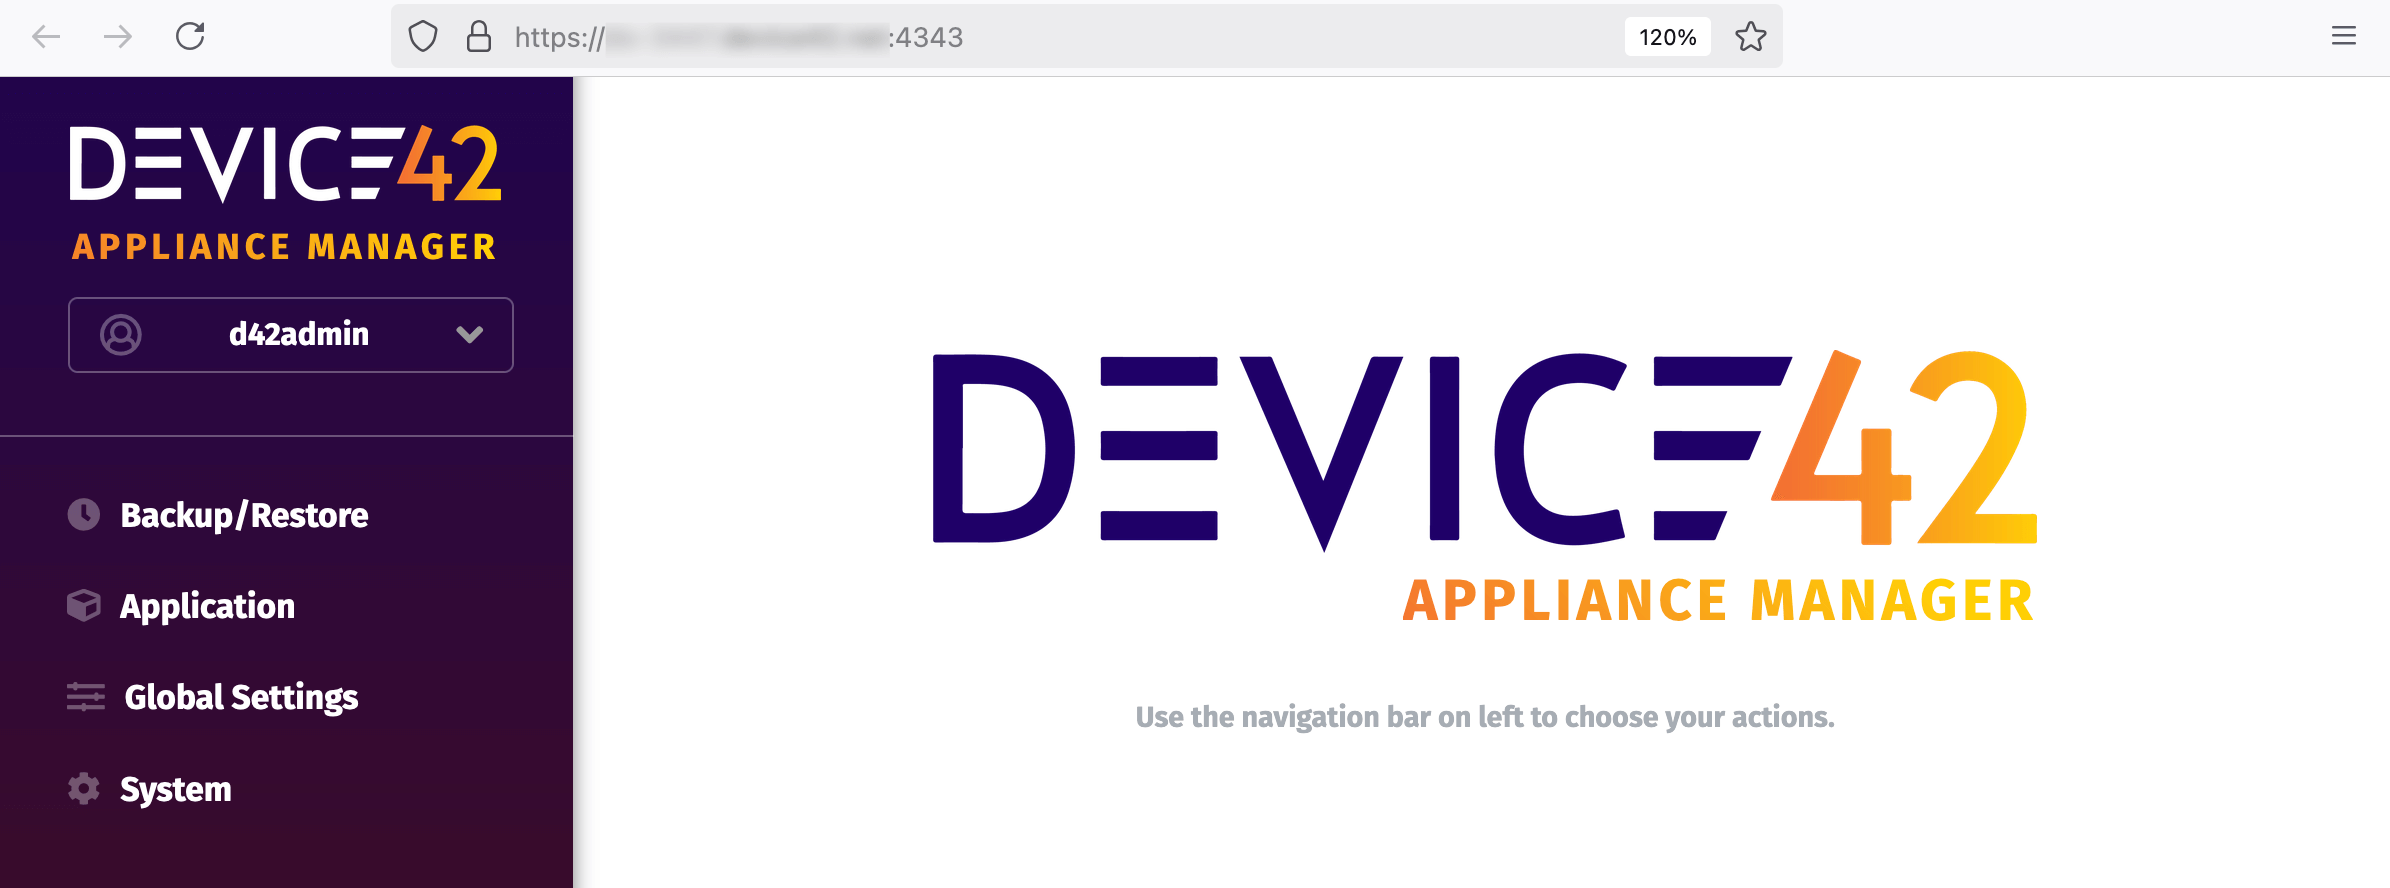 https:// :4343
120%
DEVICE42
APPLIANCE MANAGER
d42admin
Backup/Restore
Application
Global Settings
System
DEVICE42
APPLIANCE MANAGER
Use the navigation bar on left to choose your actions.